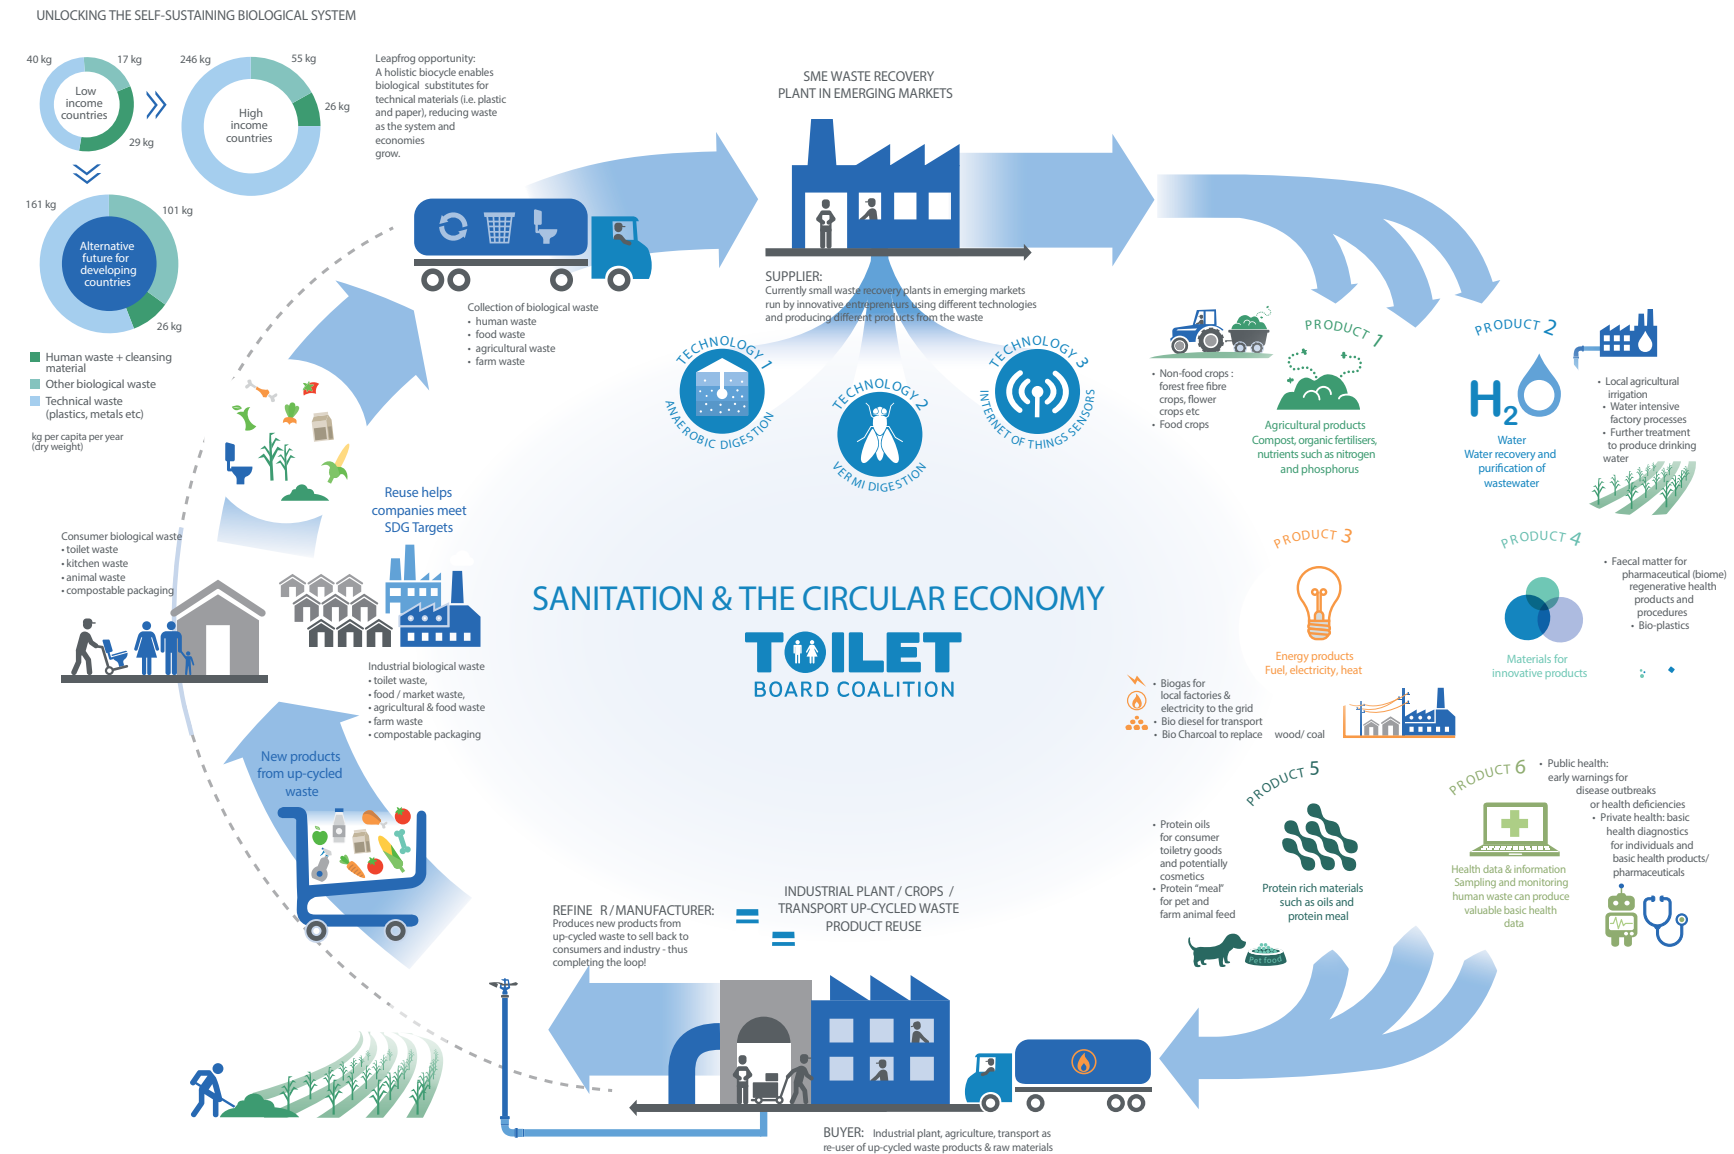 UNLOCKING THE SELF-SUSTAINING BIOLOGICAL SYSTEM
40 kg
17 kg
Low
income
countries
29 kg
246 kg
55 kg
High
income
countries
26 kg
Leapfrog opportunity:
A holistic biocycle enables
biological substitutes for
technical materials (i.e. plastic
and paper), reducing waste
as the system and
economies
grow.
161 kg
101 kg
Alternative
future for
developing
countries
26 kg
Human waste + cleansing
material
Other biological waste
Technical waste
(plastics, metals etc)
kg per capita per year
(dry weight)
Collection of biological waste
• human waste
• food waste
• agricultural waste
• farm waste
SME WASTE RECOVERY
PLANT IN EMERGING MARKETS
SUPPLIER:
Currently small waste recovery plants in emerging markets
run by innovative entrepreneurs using different technologies
and producing different products from the waste
TECHNOLOGY 1
ANAEROBIC DIGESTION
TECHNOLOGY 2
VERMI DIGESTION
TECHNOLOGY 3
INTERNET OF THINGS SENSORS
• Non-food crops :
forest free fibre
crops, flower
crops etc
• Food crops
PRODUCT 1
Agricultural products
Compost, organic fertilisers,
nutrients such as nitrogen
and phosphorus
PRODUCT 2
H2O
Water
Water recovery and
purification of
wastewater
• Local agricultural
irrigation
• Water intensive
factory processes
• Further treatment
to produce drinking
water
Reuse helps
companies meet
SDG Targets
Consumer biological waste
• toilet waste
• kitchen waste
• animal waste
• compostable packaging
Industrial biological waste
• toilet waste,
• food / market waste,
• agricultural & food waste
• farm waste
• compostable packaging
SANITATION & THE CIRCULAR ECONOMY
TOILET
BOARD COALITION
PRODUCT 3
Energy products
Fuel, electricity, heat
• Biogas for
local factories &
electricity to the grid
• Bio diesel for transport
• Bio Charcoal to replace wood/ coal
PRODUCT 4
Materials for
innovative products
• Faecal matter for
pharmaceutical (biome)
regenerative health
products and
procedures
• Bio-plastics
New products
from up-cycled
waste
PRODUCT 5
• Protein oils
for consumer
toiletry goods
and potentially
cosmetics
• Protein “meal”
for pet and
farm animal feed
Protein rich materials
such as oils and
protein meal
Pet food
PRODUCT 6
Health data & information
Sampling and monitoring
human waste can produce
valuable basic health
data
• Public health:
early warnings for
disease outbreaks
or health deficiencies
• Private health: basic
health diagnostics
for individuals and
basic health products/
pharmaceuticals
REFINE R / MANUFACTURER:
Produces new products from
up-cycled waste to sell back to
consumers and industry - thus
completing the loop!
=
=
INDUSTRIAL PLANT / CROPS /
TRANSPORT UP-CYCLED WASTE
PRODUCT REUSE
BUYER: Industrial plant, agriculture, transport as
re-user of up-cycled waste products & raw materials